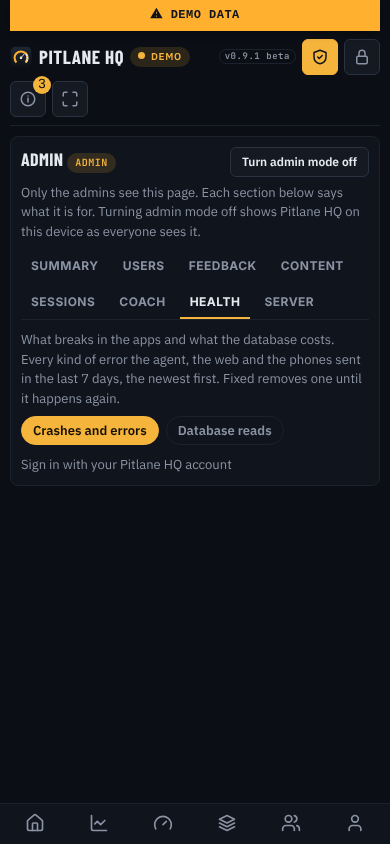 DEMO DATA
PITLANE HQ
DEMO
v0.9.1 beta
3
ADMIN
ADMIN
Turn admin mode off
Only the admins see this page. Each section below says
what it is for. Turning admin mode off shows Pitlane HQ on
this device as everyone sees it.
SUMMARY USERS FEEDBACK CONTENT
SESSIONS COACH HEALTH SERVER
What breaks in the apps and what the database costs.
Every kind of error the agent, the web and the phones sent
in the last 7 days, the newest first. Fixed removes one until
it happens again.
Crashes and errors Database reads
Sign in with your Pitlane HQ account